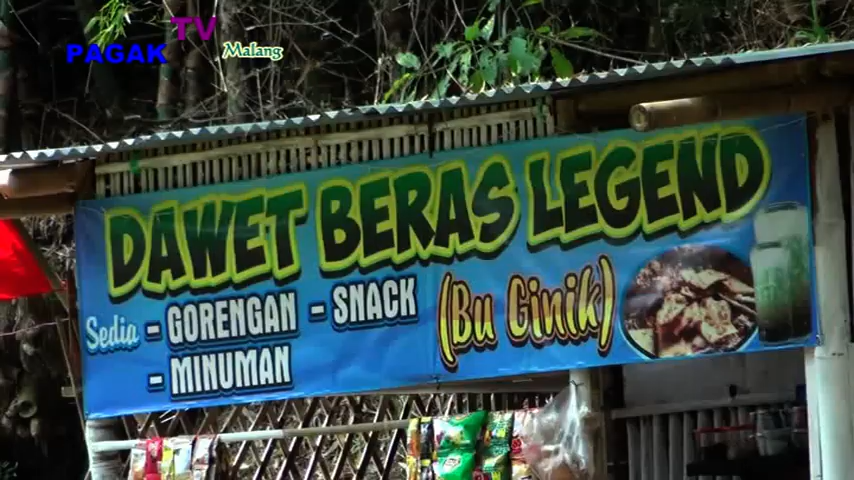 PAGAK TV Malang
DAWET BERAS LEGEND
Sedia - GORENGAN - SNACK
- MINUMAN
(Bu Ginik)